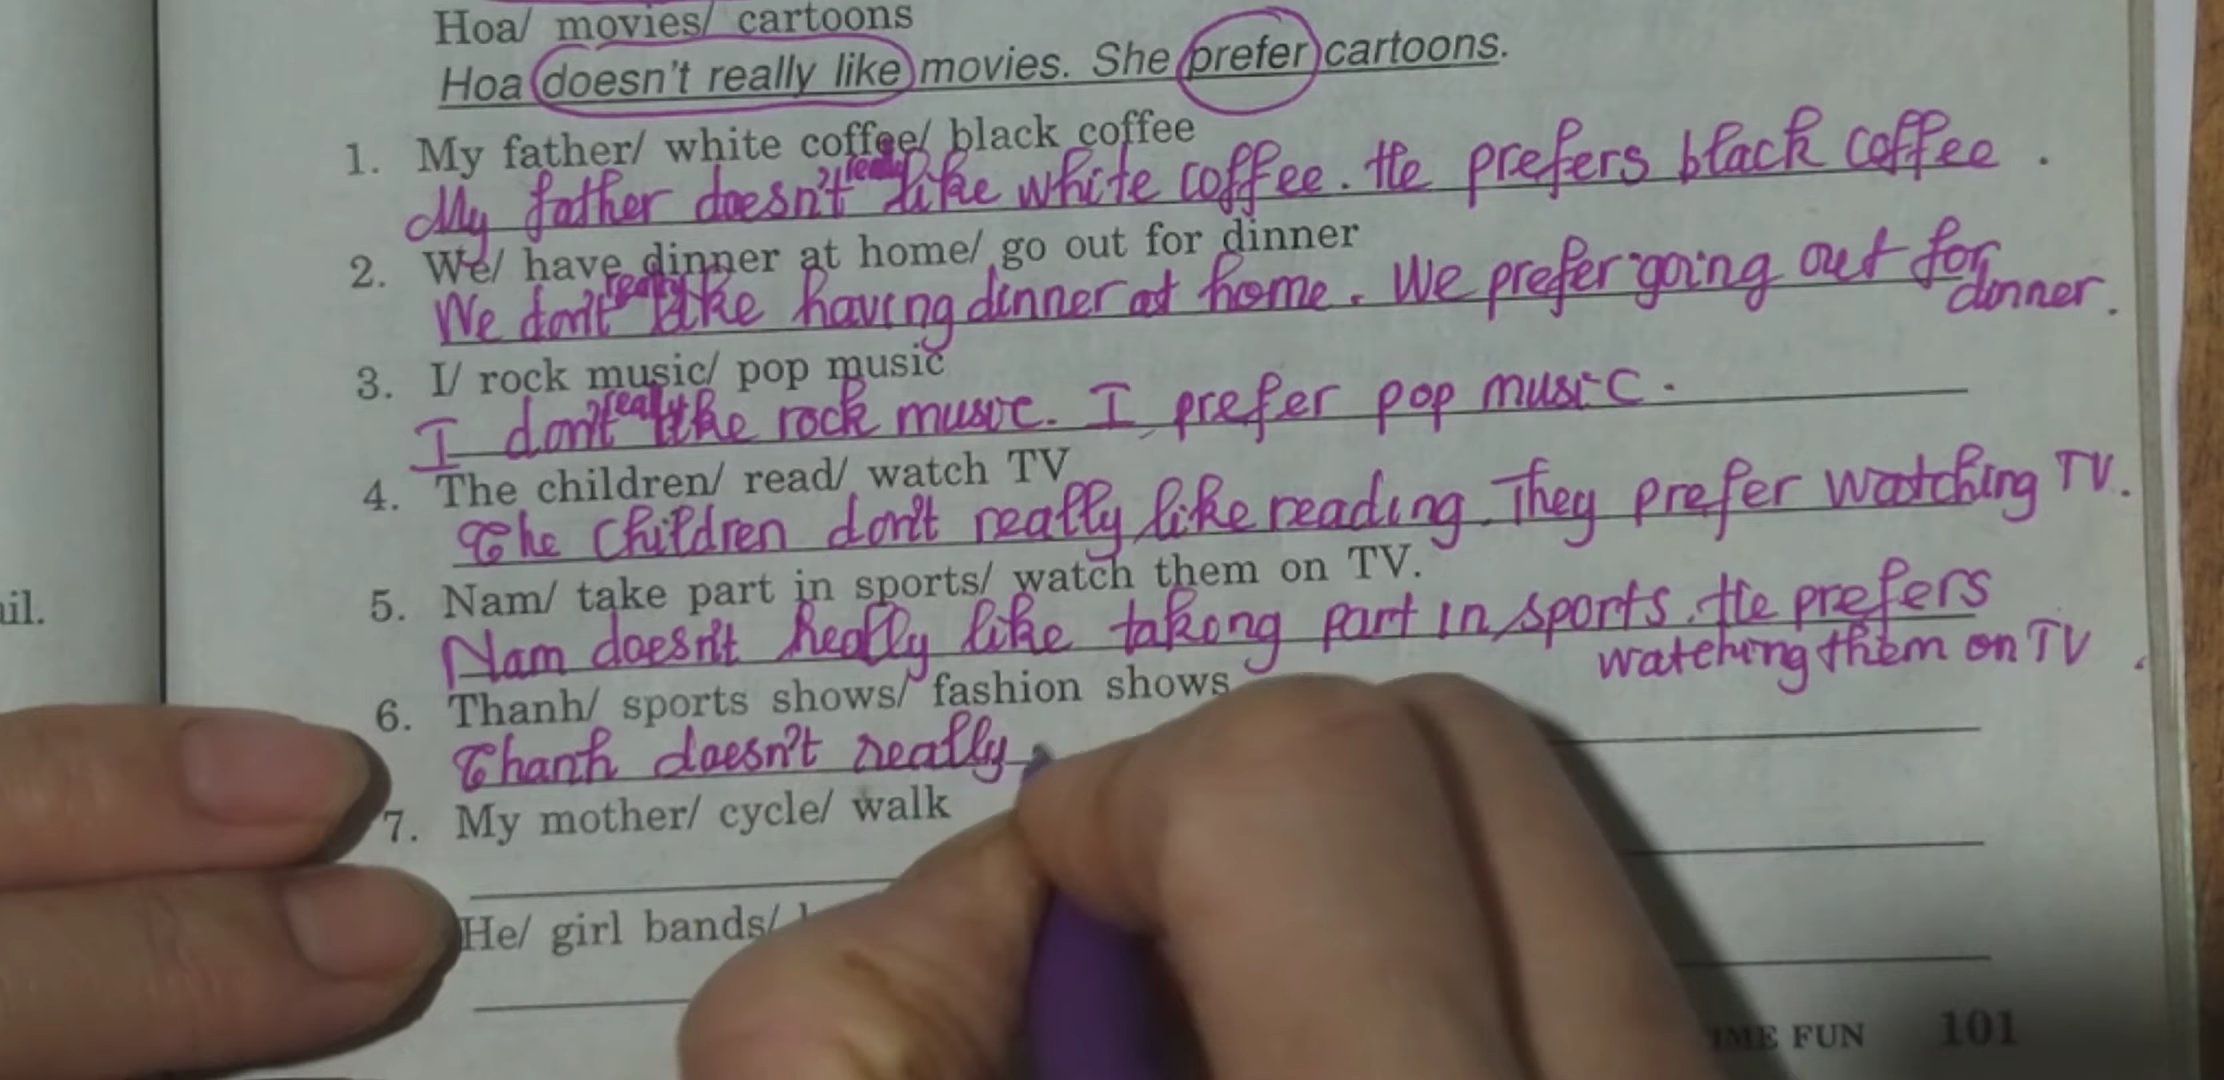 Hoa/ movies/ cartoons
Hoa doesn't really like movies. She prefer cartoons.
1. My father/ white coffee/ black coffee
My father doesn't really like white coffee. He prefers black coffee.
2. We/ have dinner at home/ go out for dinner
We don't really like having dinner at home. We prefer going out for
dinner.
3. I/ rock music/ pop music
I don't really like rock music. I prefer pop music.
4. The children/ read/ watch TV
The children don't really like reading. They prefer watching TV.
5. Nam/ take part in sports/ watch them on TV.
uil.
Nam doesn't really like taking part in sports. He prefers
watching them on TV.
6. Thanh/ sports shows/ fashion shows
Thanh doesn't really
7. My mother/ cycle/ walk
He/ girl bands/
FUN 101